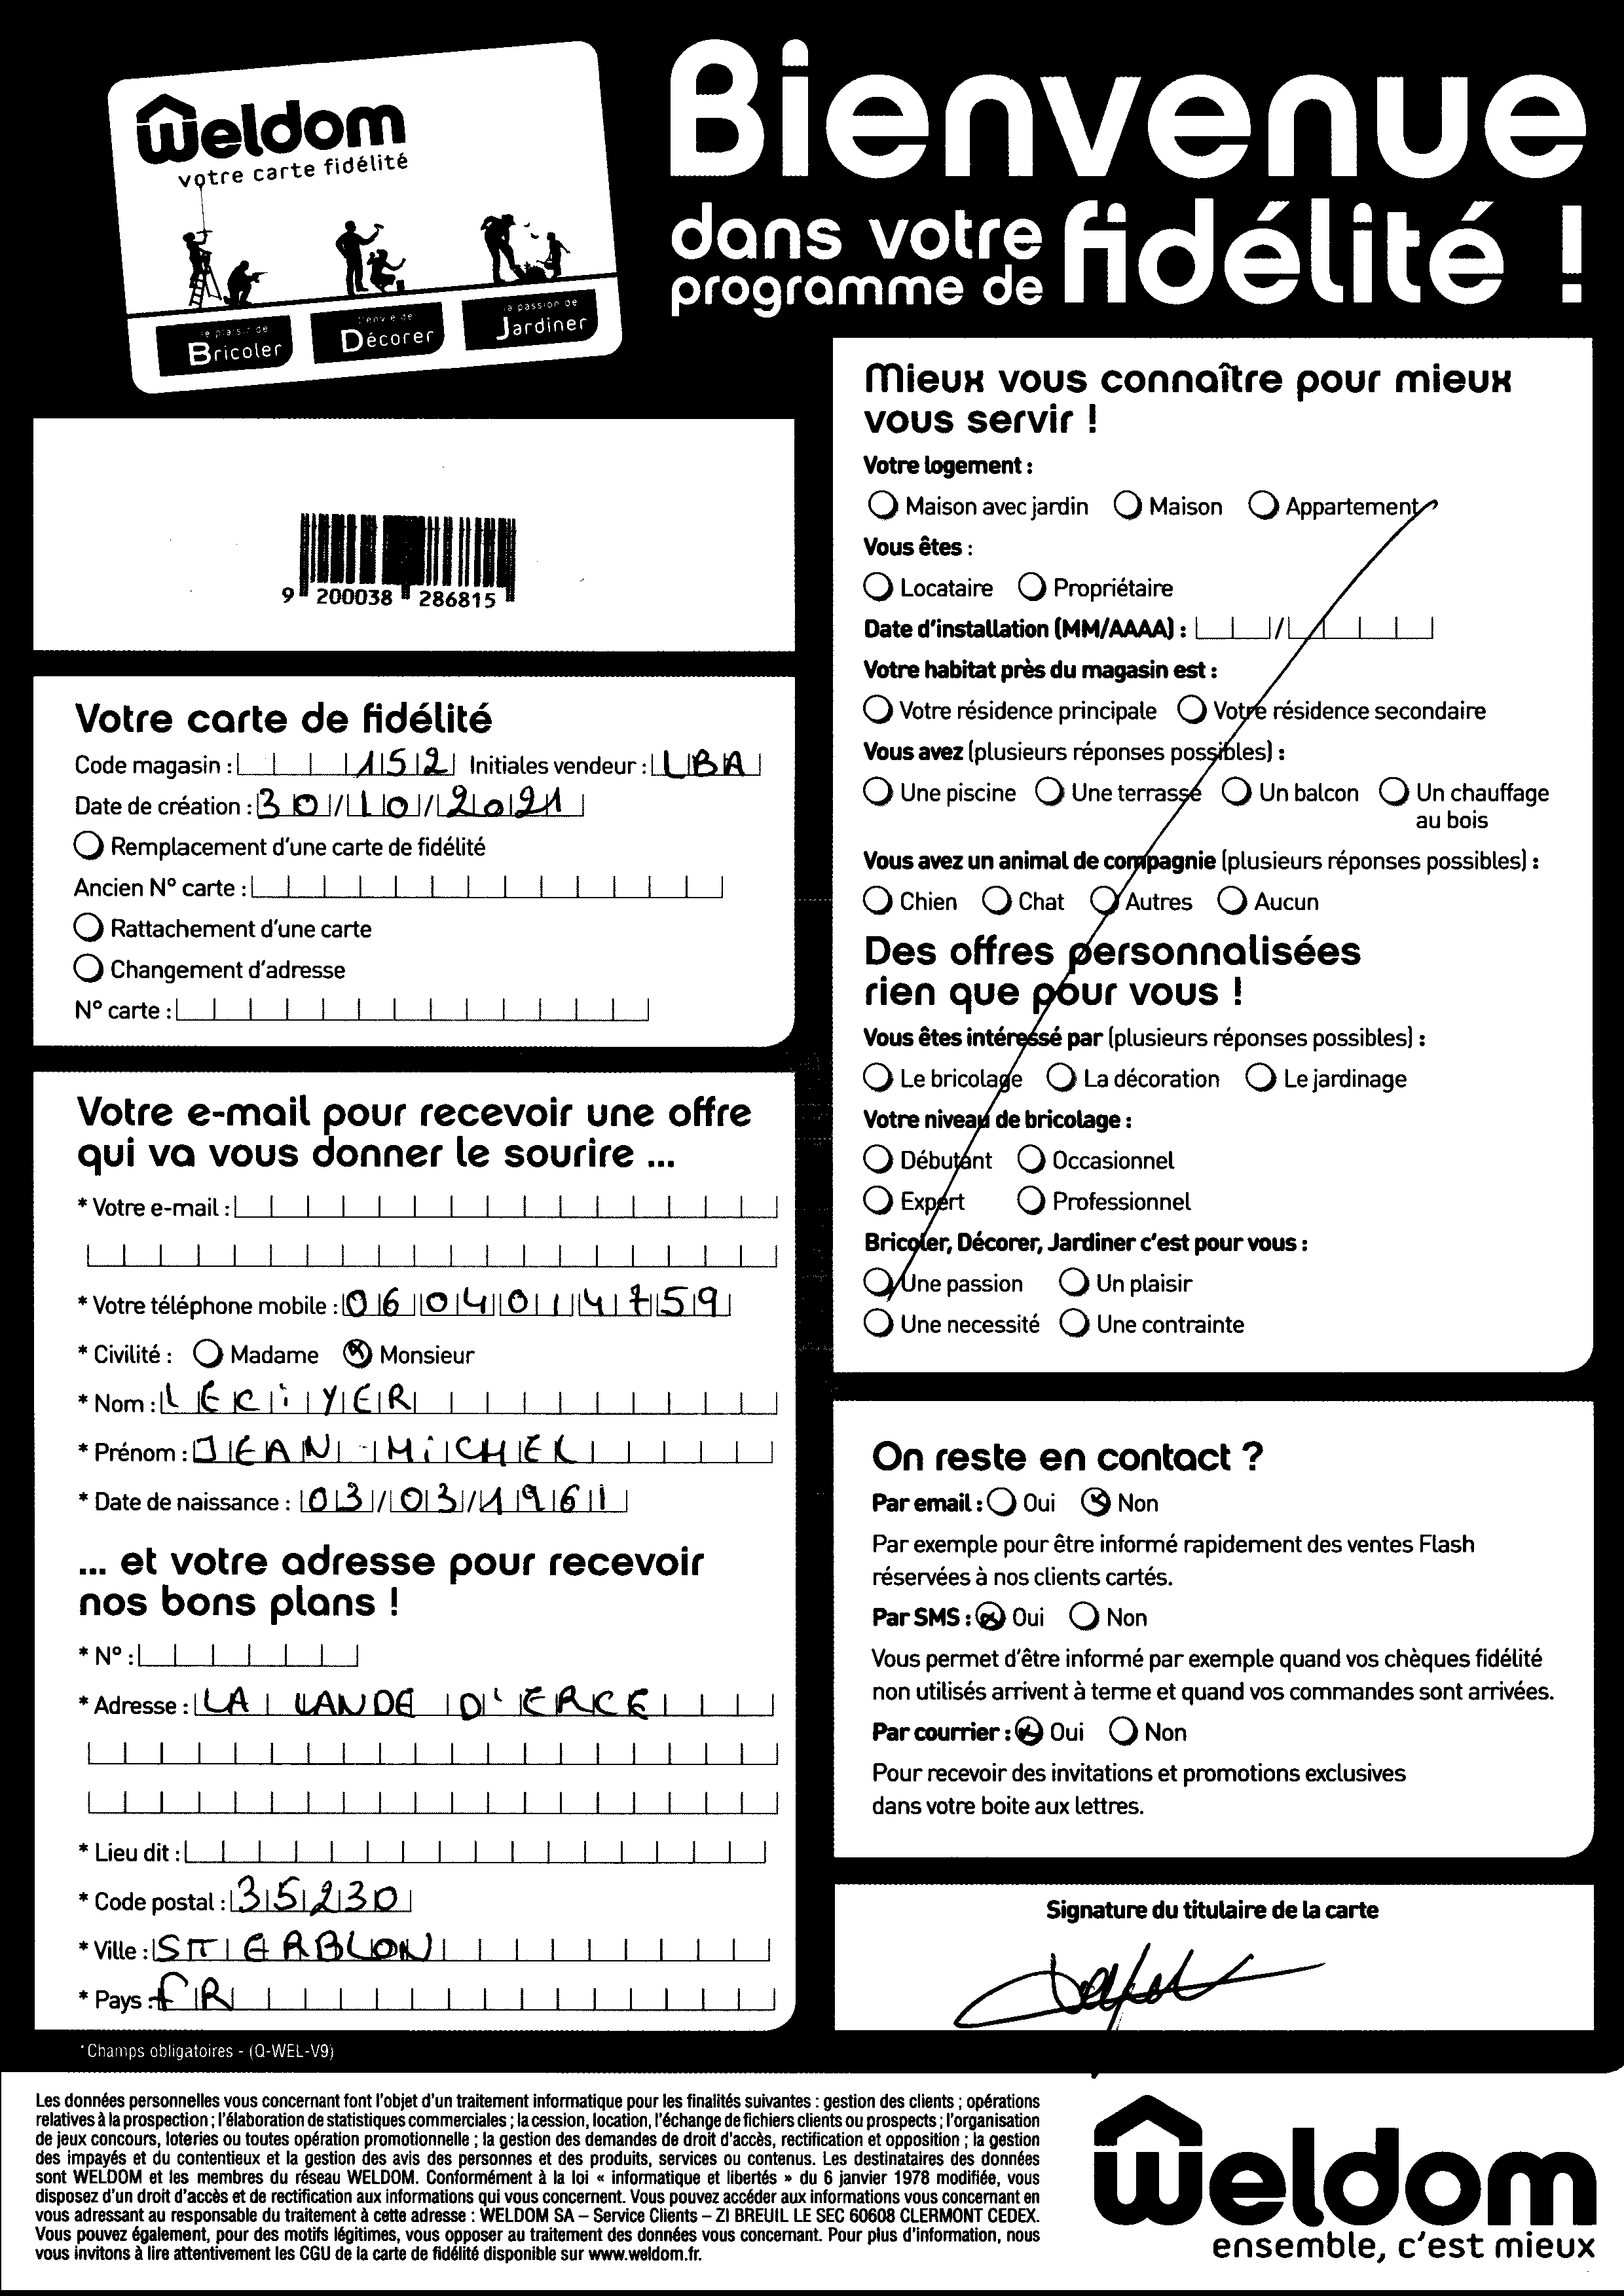 Weldom
votre carte fidélité
le plaisir de
Bricoler
l'envie de
Décorer
la passion de
Jardiner
Bienvenue
dans votre
programme de fidélité !
9 200038 286815
Votre carte de fidélité
Code magasin : 152 Initiales vendeur : LBA
Date de création : 30/10/2021
Remplacement d'une carte de fidélité
Ancien N° carte :
Rattachement d'une carte
Changement d'adresse
N° carte :
Votre e-mail pour recevoir une offre
qui va vous donner le sourire ...
* Votre e-mail :
* Votre téléphone mobile : 06 04 01 47 59
* Civilité : Madame Monsieur
* Nom : LECIYER
* Prénom : JEAN-MICHEL
* Date de naissance : 03/03/1961
... et votre adresse pour recevoir
nos bons plans !
* N° :
* Adresse : LA LANDE D'ERCE
* Lieu dit :
* Code postal : 35230
* Ville : ST ERBLON
* Pays : FR
*Champs obligatoires - (Q-WEL-V9)
Mieux vous connaître pour mieux
vous servir !
Votre logement :
Maison avec jardin Maison Appartement
Vous êtes :
Locataire Propriétaire
Date d'installation (MM/AAAA) : /
Votre habitat près du magasin est :
Votre résidence principale Votre résidence secondaire
Vous avez (plusieurs réponses possibles) :
Une piscine Une terrasse Un balcon Un chauffage
au bois
Vous avez un animal de compagnie (plusieurs réponses possibles) :
Chien Chat Autres Aucun
Des offres personnalisées
rien que pour vous !
Vous êtes intéressé par (plusieurs réponses possibles) :
Le bricolage La décoration Le jardinage
Votre niveau de bricolage :
Débutant Occasionnel
Expert Professionnel
Bricoler, Décorer, Jardiner c'est pour vous :
Une passion Un plaisir
Une necessité Une contrainte
On reste en contact ?
Par email : Oui Non
Par exemple pour être informé rapidement des ventes Flash
réservées à nos clients cartés.
Par SMS : Oui Non
Vous permet d'être informé par exemple quand vos chèques fidélité
non utilisés arrivent à terme et quand vos commandes sont arrivées.
Par courrier : Oui Non
Pour recevoir des invitations et promotions exclusives
dans votre boite aux lettres.
Signature du titulaire de la carte
Les données personnelles vous concernant font l'objet d'un traitement informatique pour les finalités suivantes : gestion des clients ; opérations
relatives à la prospection ; l'élaboration de statistiques commerciales ; la cession, location, l'échange de fichiers clients ou prospects ; l'organisation
de jeux concours, loteries ou toutes opération promotionnelle ; la gestion des demandes de droit d'accès, rectification et opposition ; la gestion
des impayés et du contentieux et la gestion des avis des personnes et des produits, services ou contenus. Les destinataires des données
sont WELDOM et les membres du réseau WELDOM. Conformément à la loi « informatique et libertés » du 6 janvier 1978 modifiée, vous
disposez d'un droit d'accès et de rectification aux informations qui vous concernent. Vous pouvez accéder aux informations vous concernant en
vous adressant au responsable du traitement à cette adresse : WELDOM SA – Service Clients – ZI BREUIL LE SEC 60608 CLERMONT CEDEX.
Vous pouvez également, pour des motifs légitimes, vous opposer au traitement des données vous concernant. Pour plus d'information, nous
vous invitons à lire attentivement les CGU de la carte de fidélité disponible sur www.weldom.fr.
Weldom
ensemble, c'est mieux